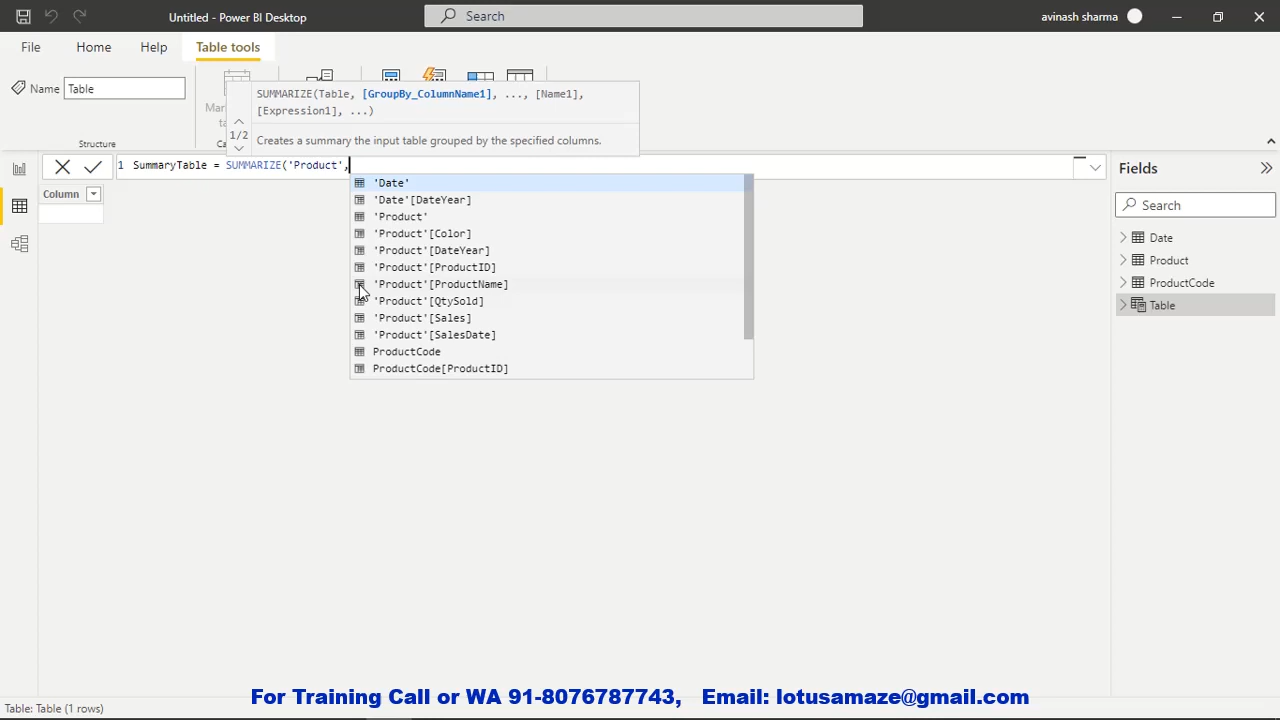 Untitled - Power BI Desktop
Search
avinash sharma
File
Home
Help
Table tools
Name
Table
Structure
SUMMARIZE(Table, [GroupBy_ColumnName1], ..., [Name1],
[Expression1], ...)
1/2
Creates a summary the input table grouped by the specified columns.
1 SummaryTable = SUMMARIZE('Product',
Column
'Date'
'Date'[DateYear]
'Product'
'Product'[Color]
'Product'[DateYear]
'Product'[ProductID]
'Product'[ProductName]
'Product'[QtySold]
'Product'[Sales]
'Product'[SalesDate]
ProductCode
ProductCode[ProductID]
Fields
Search
Date
Product
ProductCode
Table
For Training Call or WA 91-8076787743, Email: lotusamaze@gmail.com
Table: Table (1 rows)